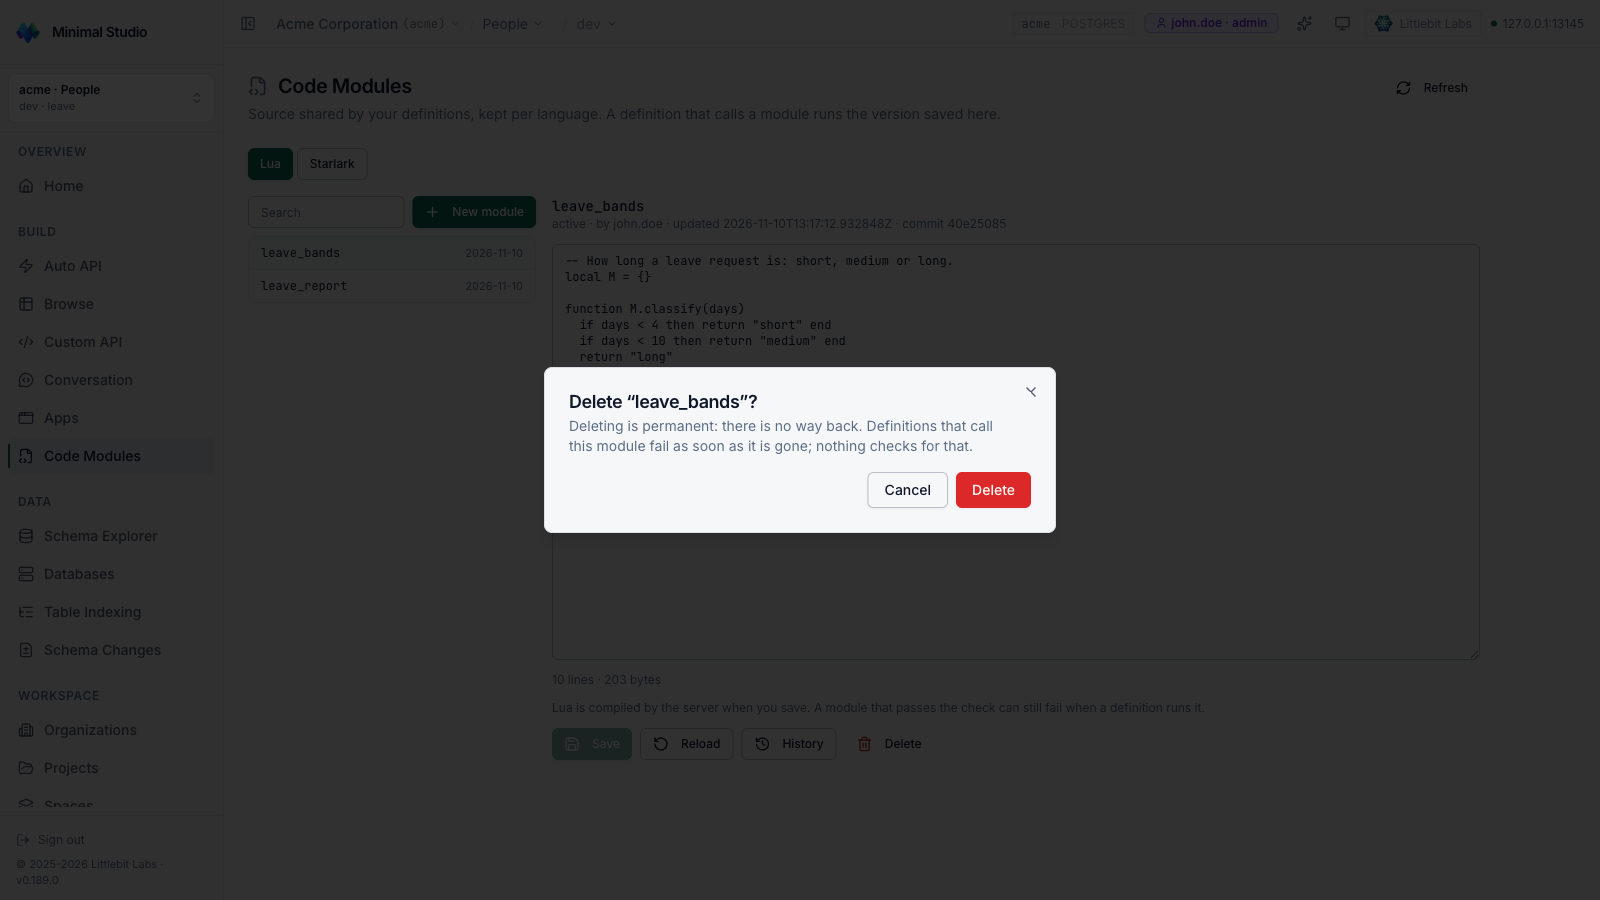 Minimal Studio
Acme Corporation (acme) / People / dev
acme POSTGRES
john.doe · admin
Littlebit Labs
127.0.0.1:13145
acme · People
dev · leave
OVERVIEW
Home
BUILD
Auto API
Browse
Custom API
Conversation
Apps
Code Modules
DATA
Schema Explorer
Databases
Table Indexing
Schema Changes
WORKSPACE
Organizations
Projects
Spaces
Sign out
© 2025-2026 Littlebit Labs ·
v0.189.0
Code Modules
Refresh
Source shared by your definitions, kept per language. A definition that calls a module runs the version saved here.
Lua
Starlark
Search
New module
leave_bands 2026-11-10
leave_report 2026-11-10
leave_bands
active · by john.doe · updated 2026-11-10T13:17:12.932848Z · commit 40e25085
-- How long a leave request is: short, medium or long.
local M = {}
function M.classify(days)
if days < 4 then return "short" end
if days < 10 then return "medium" end
return "long"
Delete “leave_bands”?
Deleting is permanent: there is no way back. Definitions that call
this module fail as soon as it is gone; nothing checks for that.
Cancel
Delete
10 lines · 203 bytes
Lua is compiled by the server when you save. A module that passes the check can still fail when a definition runs it.
Save
Reload
History
Delete